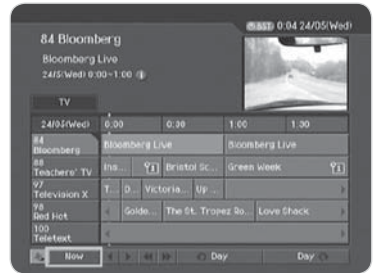 BST 0:04 24/05(Wed)
84 Bloomberg
Bloomberg Live
24/5(Wed) 0:00~1:00
TV
24/05(Wed) 0:00 0:30 1:00 1:30
84 Bloomberg Bloomberg Live Bloomberg Live
88 Teachers' TV Ins... Bristol Sc... Green Week
97 Television X T... D... Victoria... Up ...
98 Red Hot Golde... The St. Tropez Ro... Love Shack
100 Teletext
Now Day Day